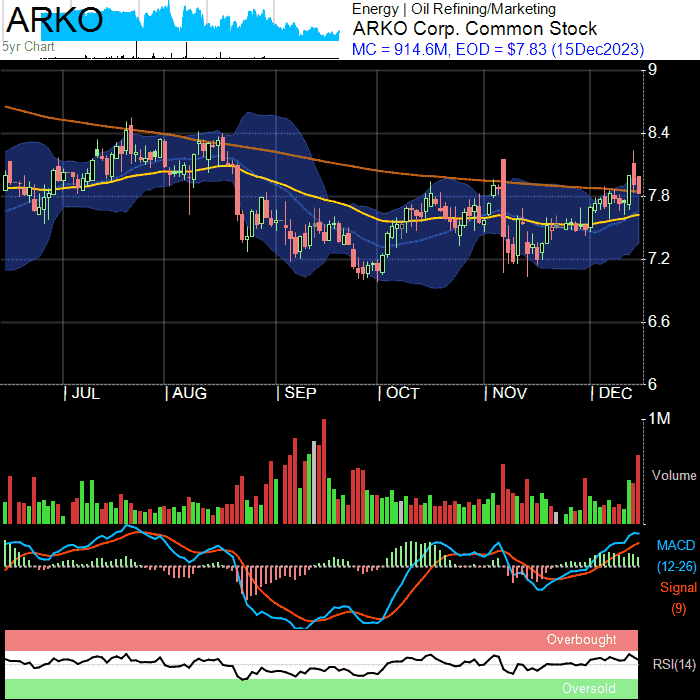 ARKO
5yr Chart
Energy | Oil Refining/Marketing
ARKO Corp. Common Stock
MC = 914.6M, EOD = $7.83 (15Dec2023)
9
8.4
7.8
7.2
6.6
6
| JUL | AUG | SEP | OCT | NOV | DEC
1M
Volume
MACD
(12-26)
Signal
(9)
Overbought
RSI(14)
Oversold